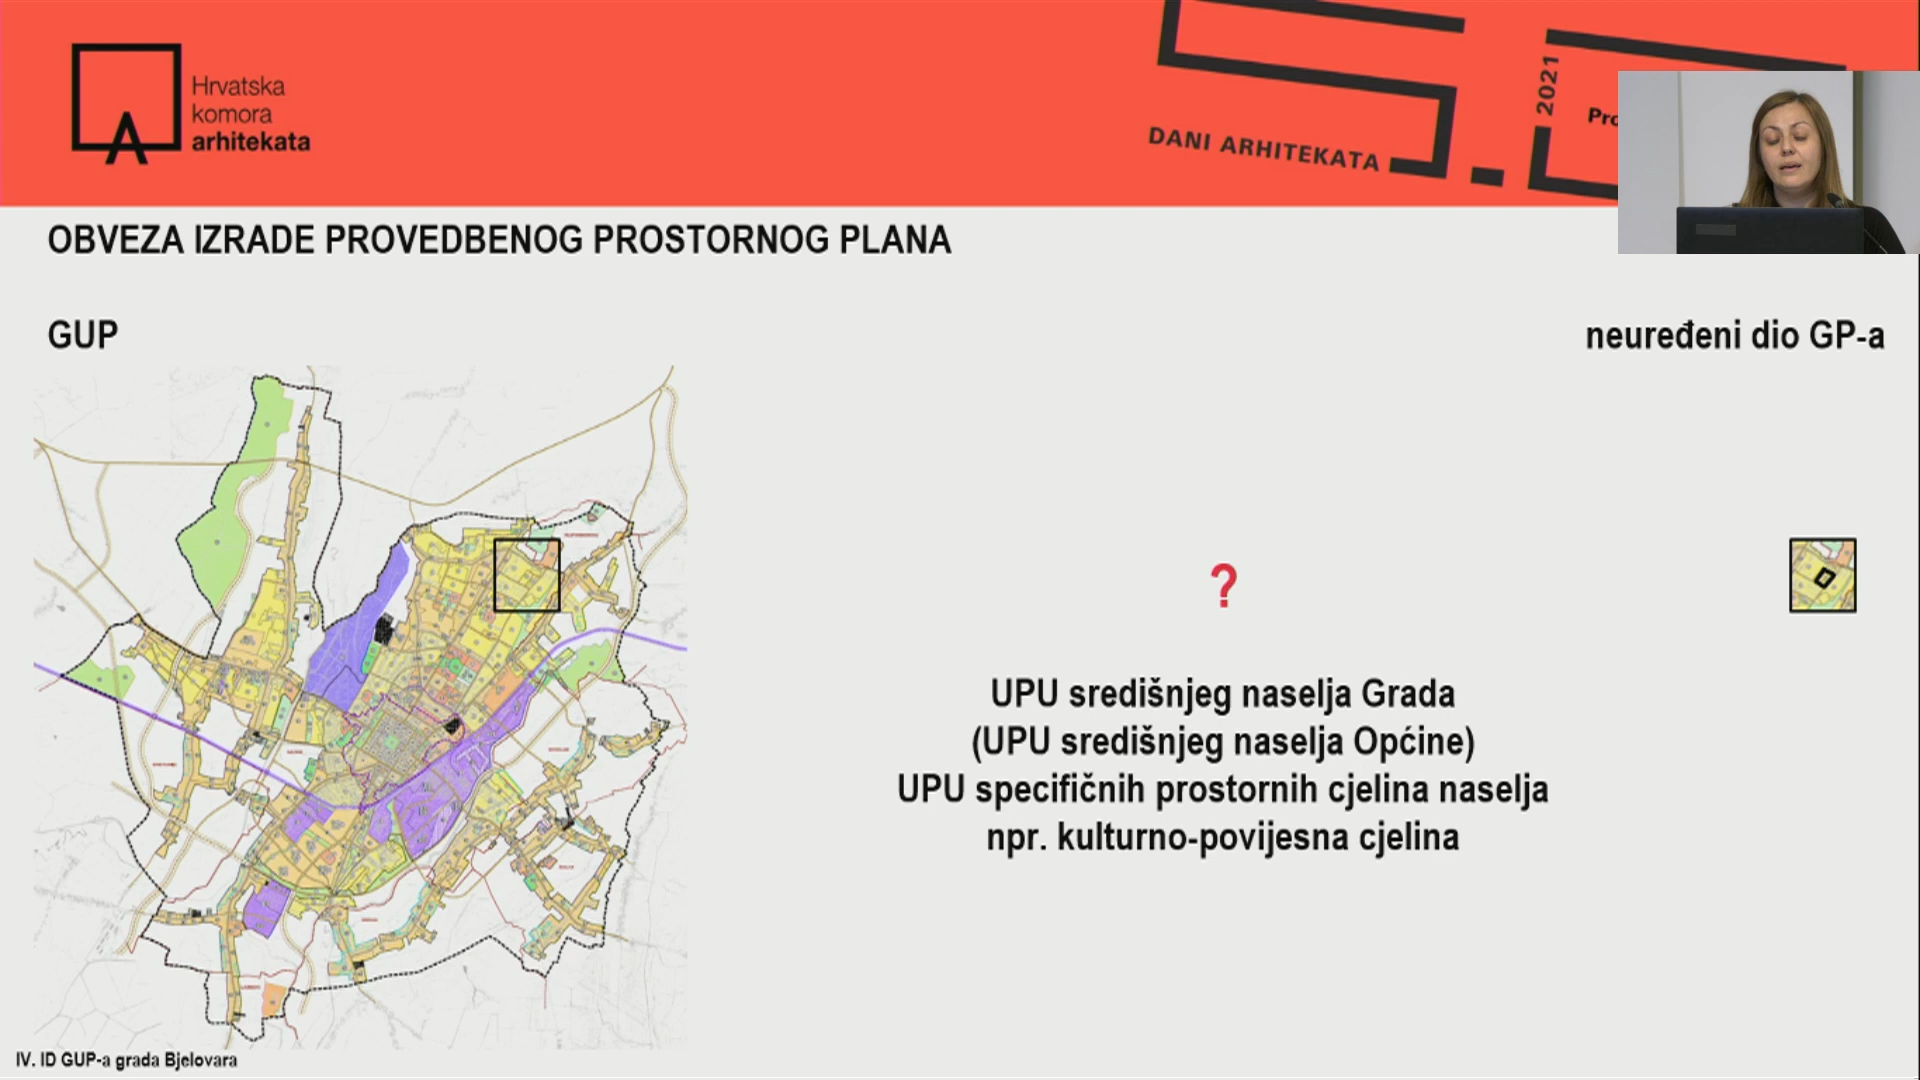 Hrvatska
komora
arhitekata
DANI ARHITEKATA
2021
OBVEZA IZRADE PROVEDBENOG PROSTORNOG PLANA
GUP
neuređeni dio GP-a
?
UPU središnjeg naselja Grada
(UPU središnjeg naselja Općine)
UPU specifičnih prostornih cjelina naselja
npr. kulturno-povijesna cjelina
IV. ID GUP-a grada Bjelovara